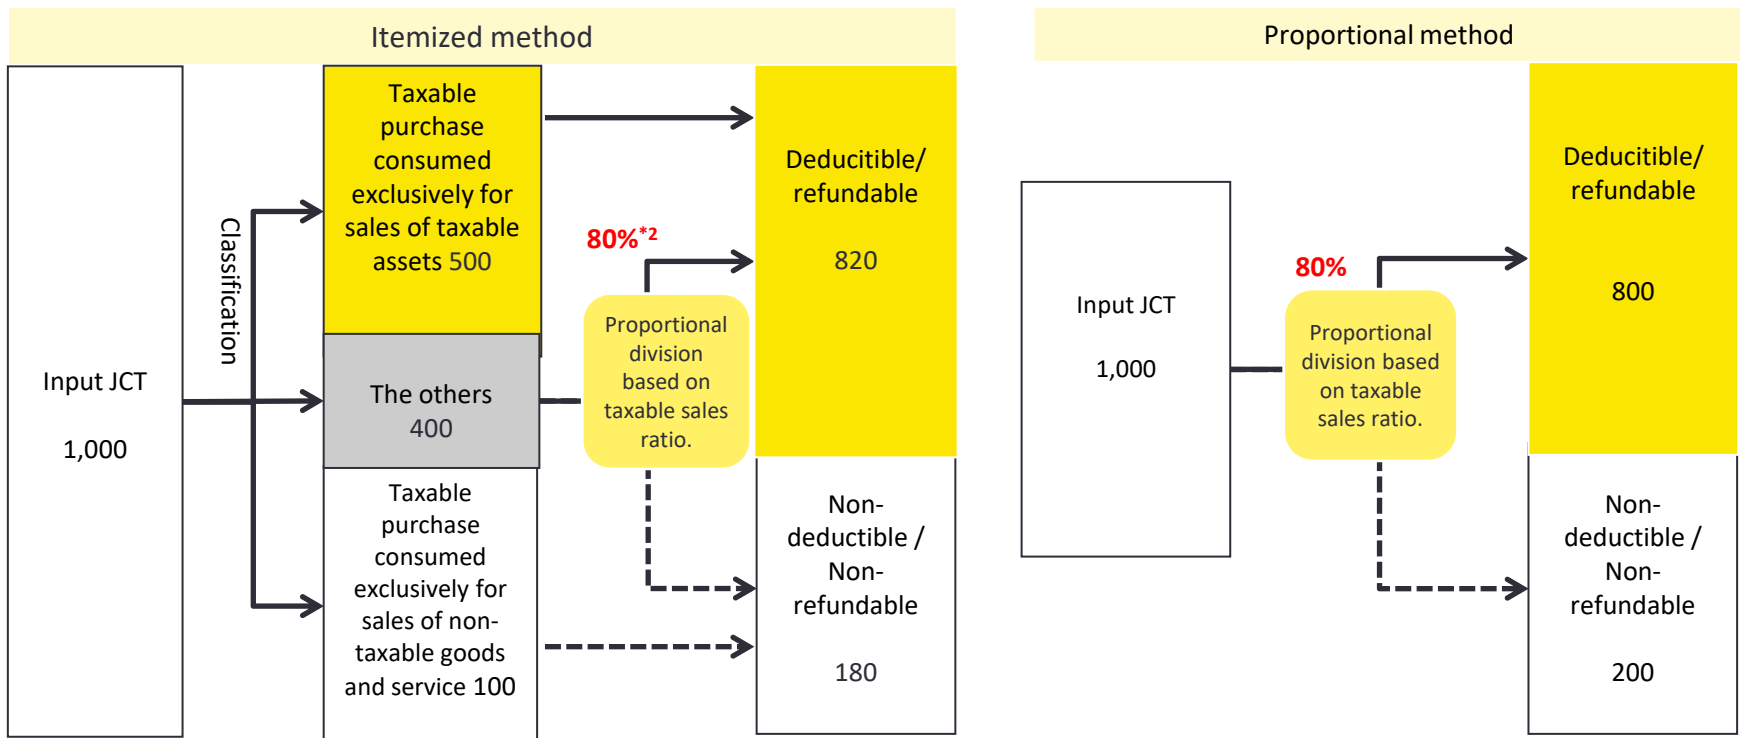 Itemized method
Input JCT
1,000
Classification
Taxable
purchase
consumed
exclusively for
sales of taxable
assets 500
The others
400
Taxable
purchase
consumed
exclusively for
sales of non-
taxable goods
and service 100
80%*2
Proportional
division
based on
taxable sales
ratio.
Deducitible/
refundable
820
Non-
deductible /
Non-
refundable
180
Proportional method
Input JCT
1,000
80%
Proportional
division based
on taxable
sales ratio.
Deducitible/
refundable
800
Non-
deductible /
Non-
refundable
200